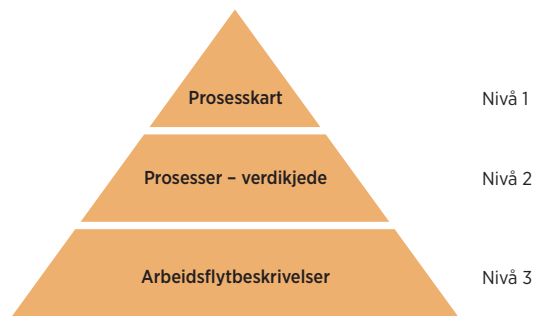 Prosesskart Nivå 1
Prosesser – verdikjede Nivå 2
Arbeidsflytbeskrivelser Nivå 3